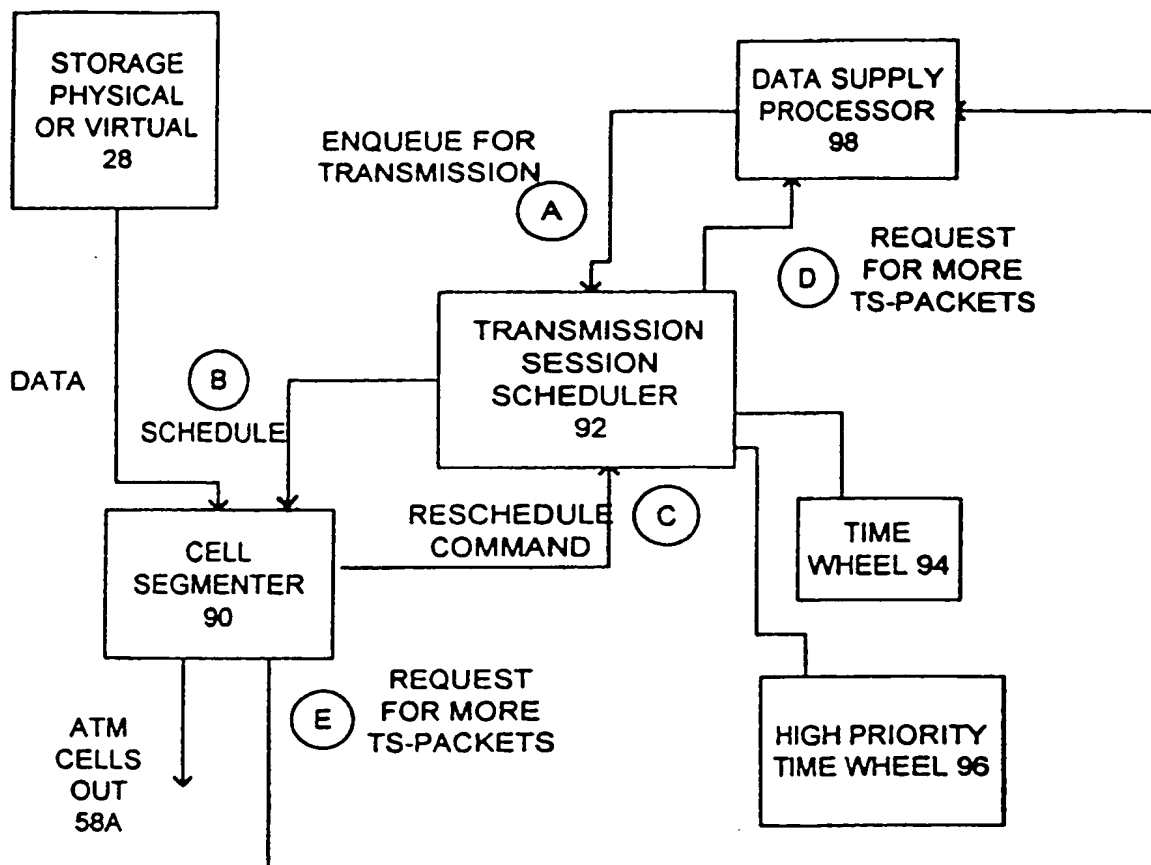 STORAGE
PHYSICAL
OR VIRTUAL
28
DATA SUPPLY
PROCESSOR
98
ENQUEUE FOR
TRANSMISSION
A
REQUEST
FOR MORE
TS-PACKETS
D
TRANSMISSION
SESSION
SCHEDULER
92
DATA
B
SCHEDULE
RESCHEDULE
COMMAND
C
CELL
SEGMENTER
90
TIME
WHEEL 94
E
REQUEST
FOR MORE
TS-PACKETS
ATM
CELLS
OUT
58A
HIGH PRIORITY
TIME WHEEL 96